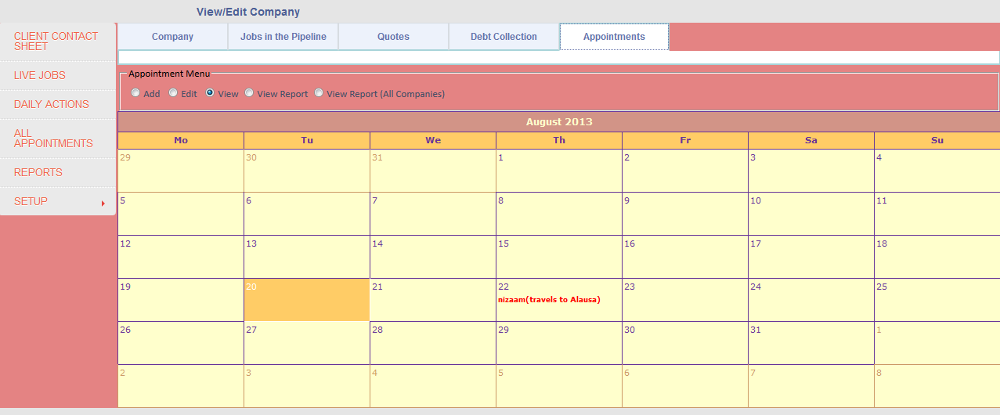 View/Edit Company
CLIENT CONTACT
SHEET
LIVE JOBS
DAILY ACTIONS
ALL
APPOINTMENTS
REPORTS
SETUP
Company Jobs in the Pipeline Quotes Debt Collection Appointments
Appointment Menu
Add Edit View View Report View Report (All Companies)
August 2013
Mo Tu We Th Fr Sa Su
29 30 31 1 2 3 4
5 6 7 8 9 10 11
12 13 14 15 16 17 18
19 20 21 22 23 24 25
nizaam(travels to Alausa)
26 27 28 29 30 31 1
2 3 4 5 6 7 8